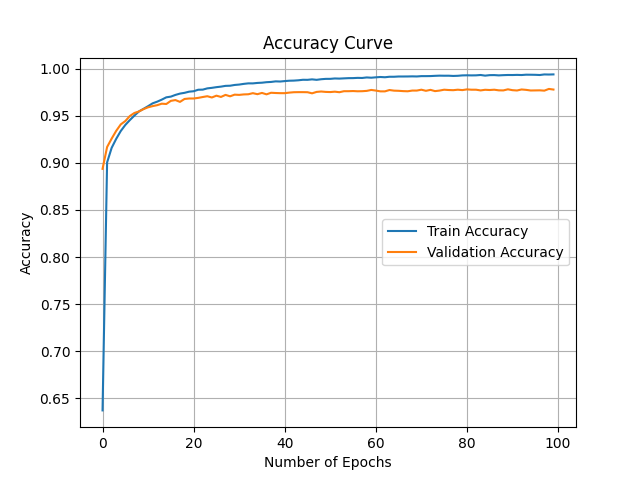 Accuracy Curve
1.00
0.95
0.90
0.85
0.80
0.75
0.70
0.65
Accuracy
Train Accuracy
Validation Accuracy
0 20 40 60 80 100
Number of Epochs